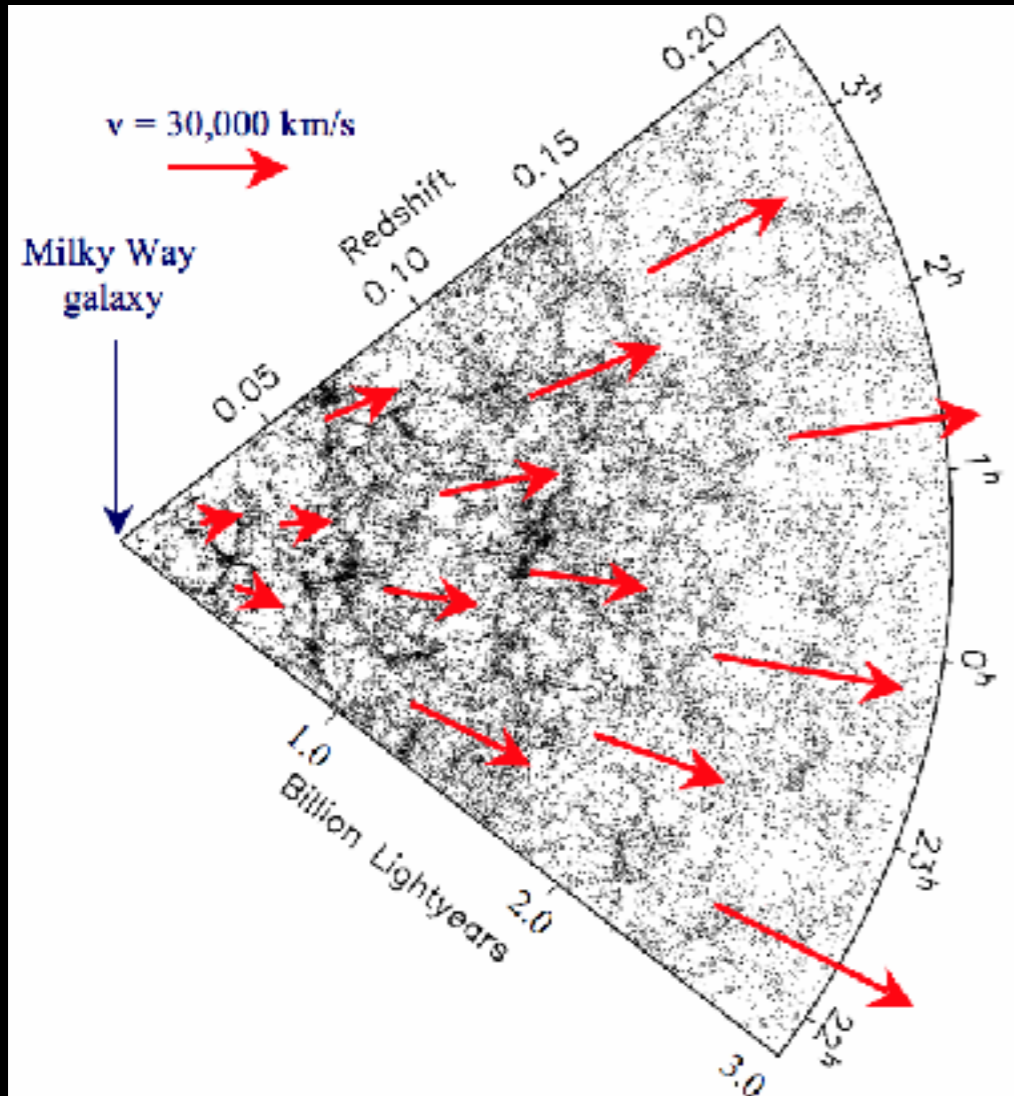 v = 30,000 km/s
Milky Way
galaxy
Redshift
0.05
0.10
0.15
0.20
3h
2h
1h
0h
23h
22h
1.0
2.0
3.0
Billion Lightyears